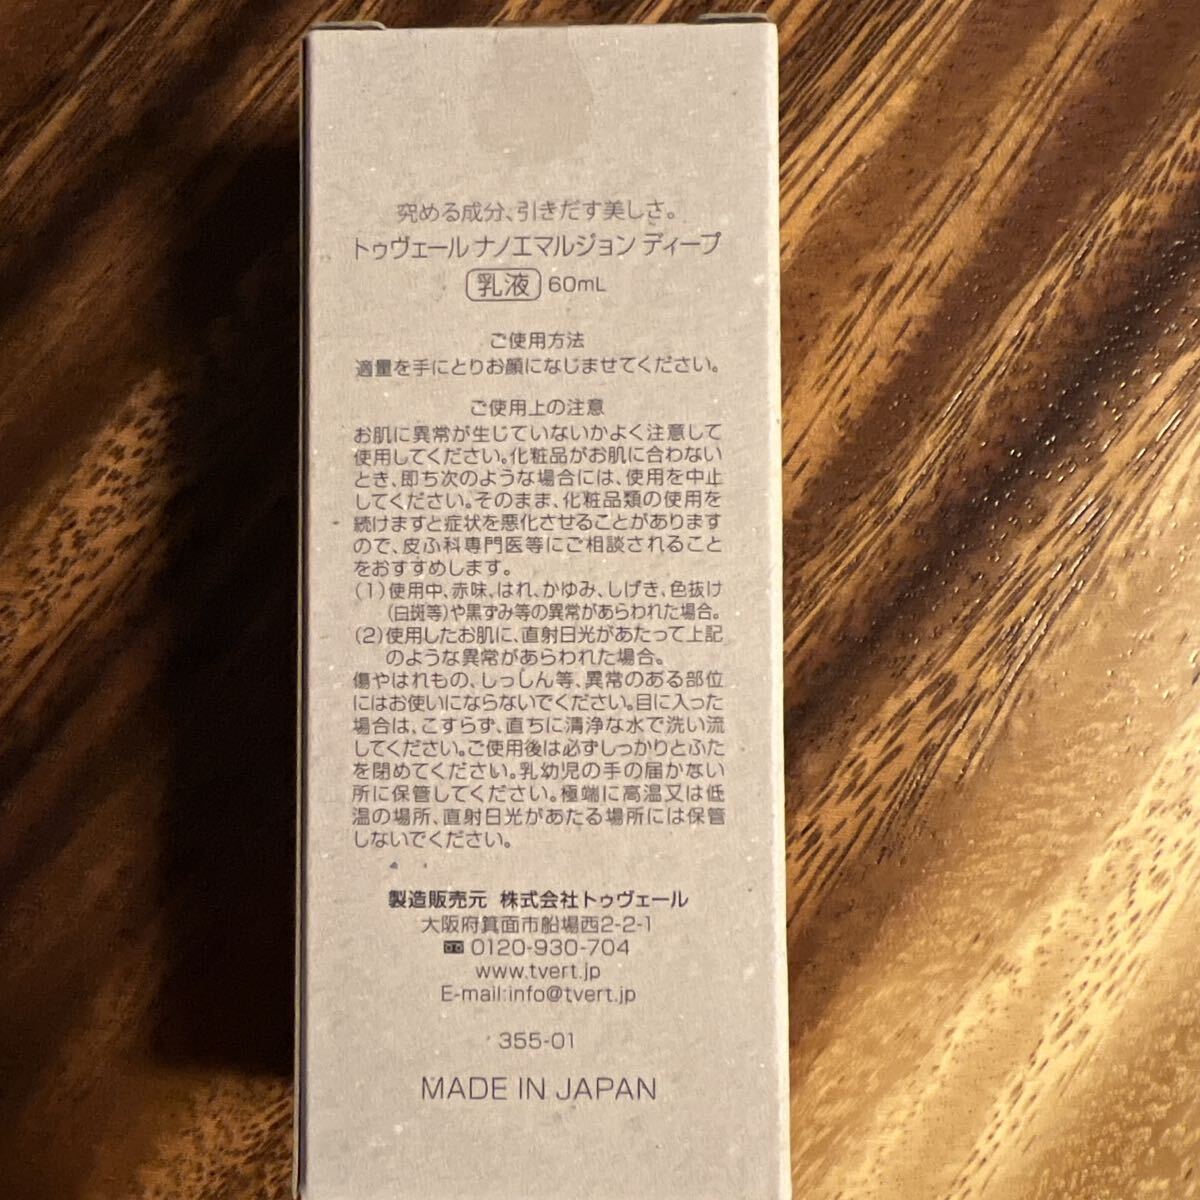 究める成分、引きだす美しさ。
トゥヴェール ナノエマルジョン ディープ
乳液 60mL
ご使用方法
適量を手にとりお顔になじませてください。
ご使用上の注意
お肌に異常が生じていないかよく注意して
使用してください。化粧品がお肌に合わない
とき、即ち次のような場合には、使用を中止
してください。そのまま、化粧品類の使用を
続けますと症状を悪化させることがあります
ので、皮ふ科専門医等にご相談されること
をおすすめします。
(1)使用中、赤味、はれ、かゆみ、しげき、色抜け
(白斑等)や黒ずみ等の異常があらわれた場合。
(2)使用したお肌に、直射日光があたって上記
のような異常があらわれた場合。
傷やはれもの、しっしん等、異常のある部位
にはお使いにならないでください。目に入った
場合は、こすらず、直ちに清浄な水で洗い流
してください。ご使用後は必ずしっかりとふた
を閉めてください。乳幼児の手の届かない
所に保管してください。極端に高温又は低
温の場所、直射日光があたる場所には保管
しないでください。
製造販売元 株式会社トゥヴェール
大阪府箕面市船場西2-2-1
0120-930-704
www.tvert.jp
E-mail:info@tvert.jp
355-01
MADE IN JAPAN